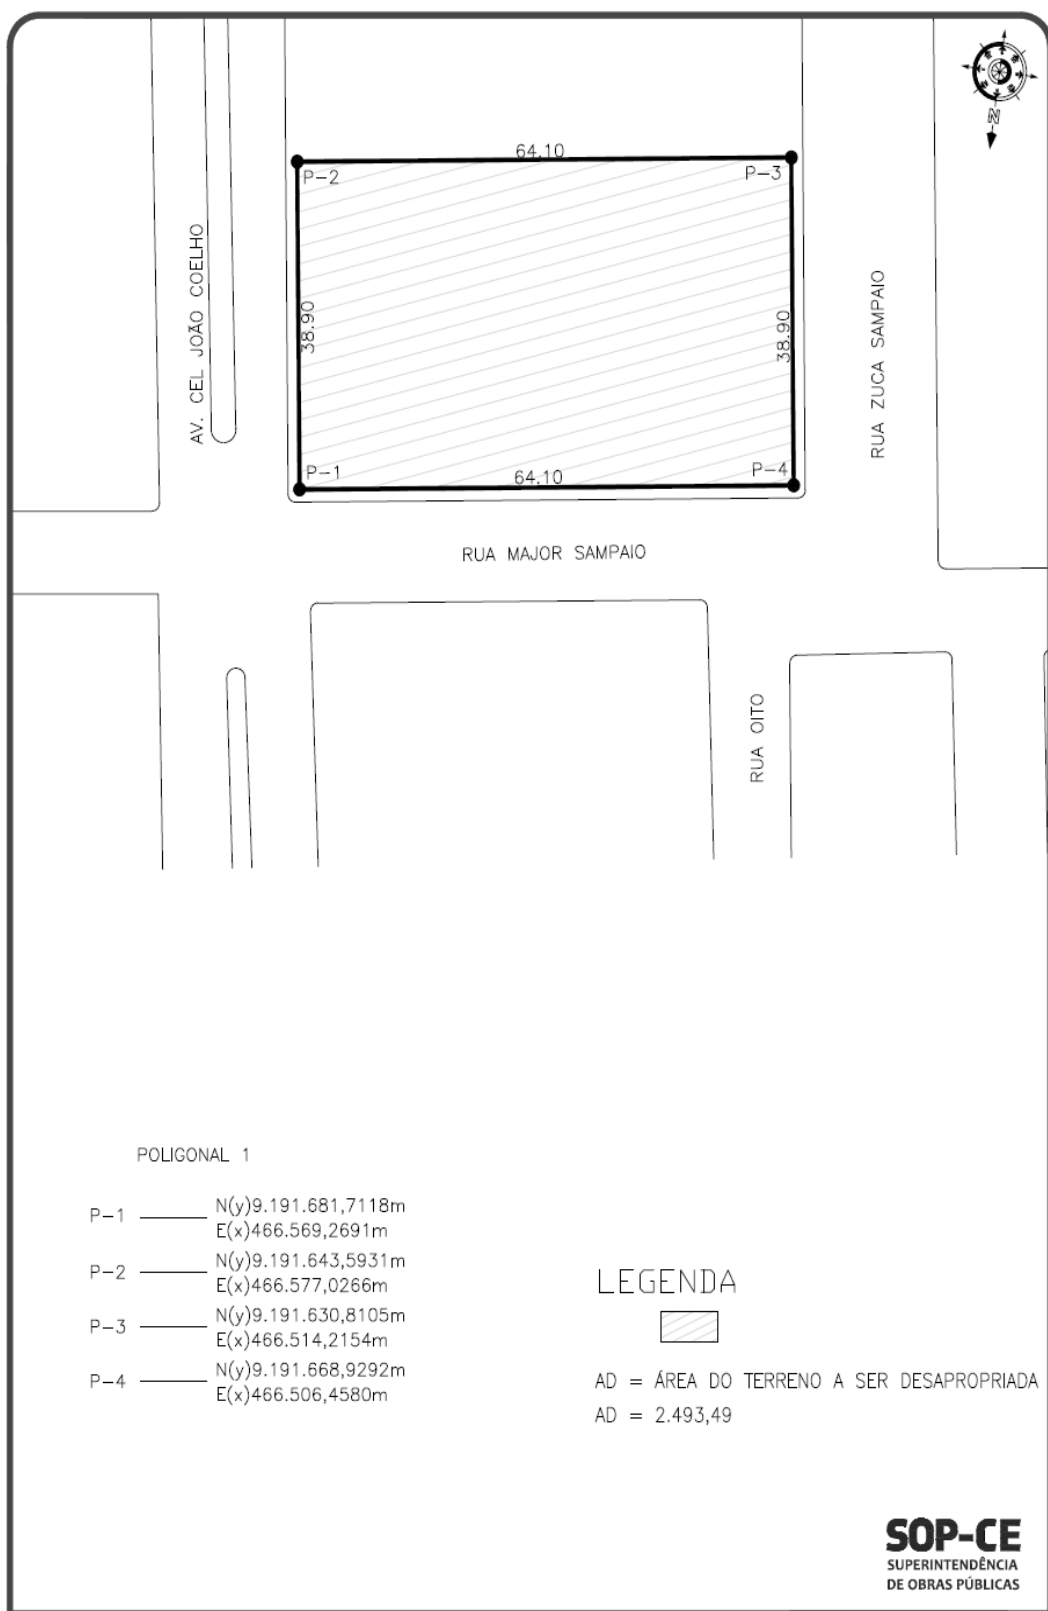 N
64.10
P-2
P-3
AV. CEL JOÃO COELHO
38.90
38.90
RUA ZUCA SAMPAIO
P-1
64.10
P-4
RUA MAJOR SAMPAIO
RUA OITO
POLIGONAL 1
P-1
N(y)9.191.681,7118m
E(x)466.569,2691m
P-2
N(y)9.191.643,5931m
E(x)466.577,0266m
P-3
N(y)9.191.630,8105m
E(x)466.514,2154m
P-4
N(y)9.191.668,9292m
E(x)466.506,4580m
LEGENDA
AD = ÁREA DO TERRENO A SER DESAPROPRIADA
AD = 2.493,49
SOP-CE
SUPERINTENDÊNCIA
DE OBRAS PÚBLICAS